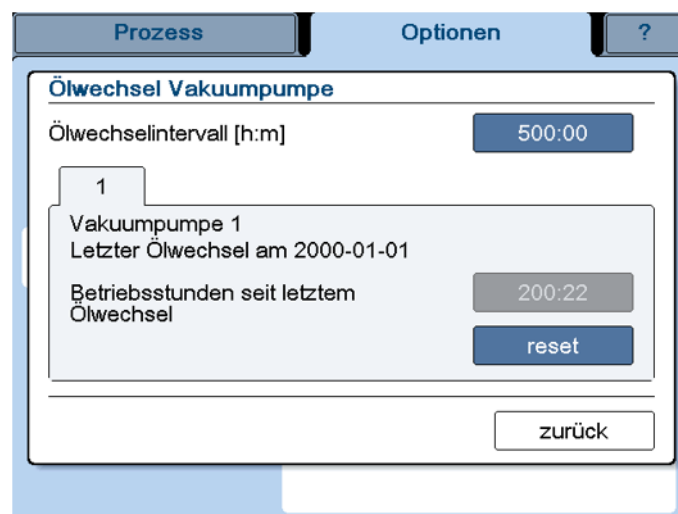 Prozess Optionen ?
Ölwechsel Vakuumpumpe
Ölwechselintervall [h:m] 500:00
1
Vakuumpumpe 1
Letzter Ölwechsel am 2000-01-01
Betriebsstunden seit letztem 200:22
Ölwechsel
reset
zurück